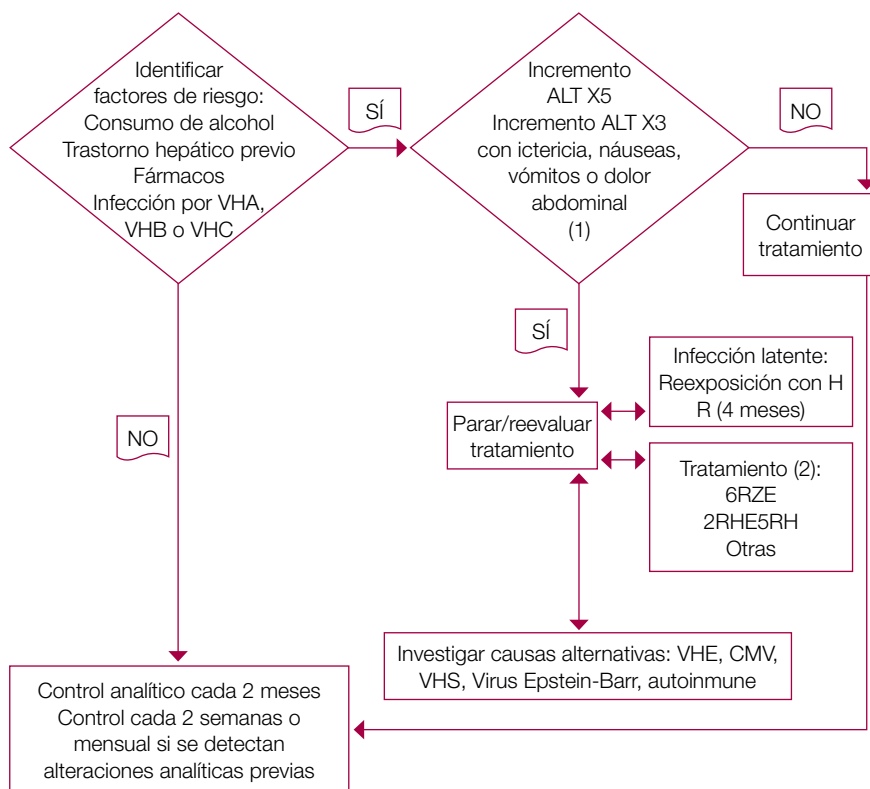 Identificar
factores de riesgo:
Consumo de alcohol
Trastorno hepático previo
Fármacos
Infección por VHA,
VHB o VHC
SÍ
Incremento
ALT X5
Incremento ALT X3
con ictericia, náuseas,
vómitos o dolor
abdominal
(1)
NO
Continuar
tratamiento
SÍ
Parar/reevaluar
tratamiento
Infección latente:
Reexposición con H
R (4 meses)
Tratamiento (2):
6RZE
2RHE5RH
Otras
NO
Investigar causas alternativas: VHE, CMV,
VHS, Virus Epstein-Barr, autoinmune
Control analítico cada 2 meses
Control cada 2 semanas o
mensual si se detectan
alteraciones analíticas previas